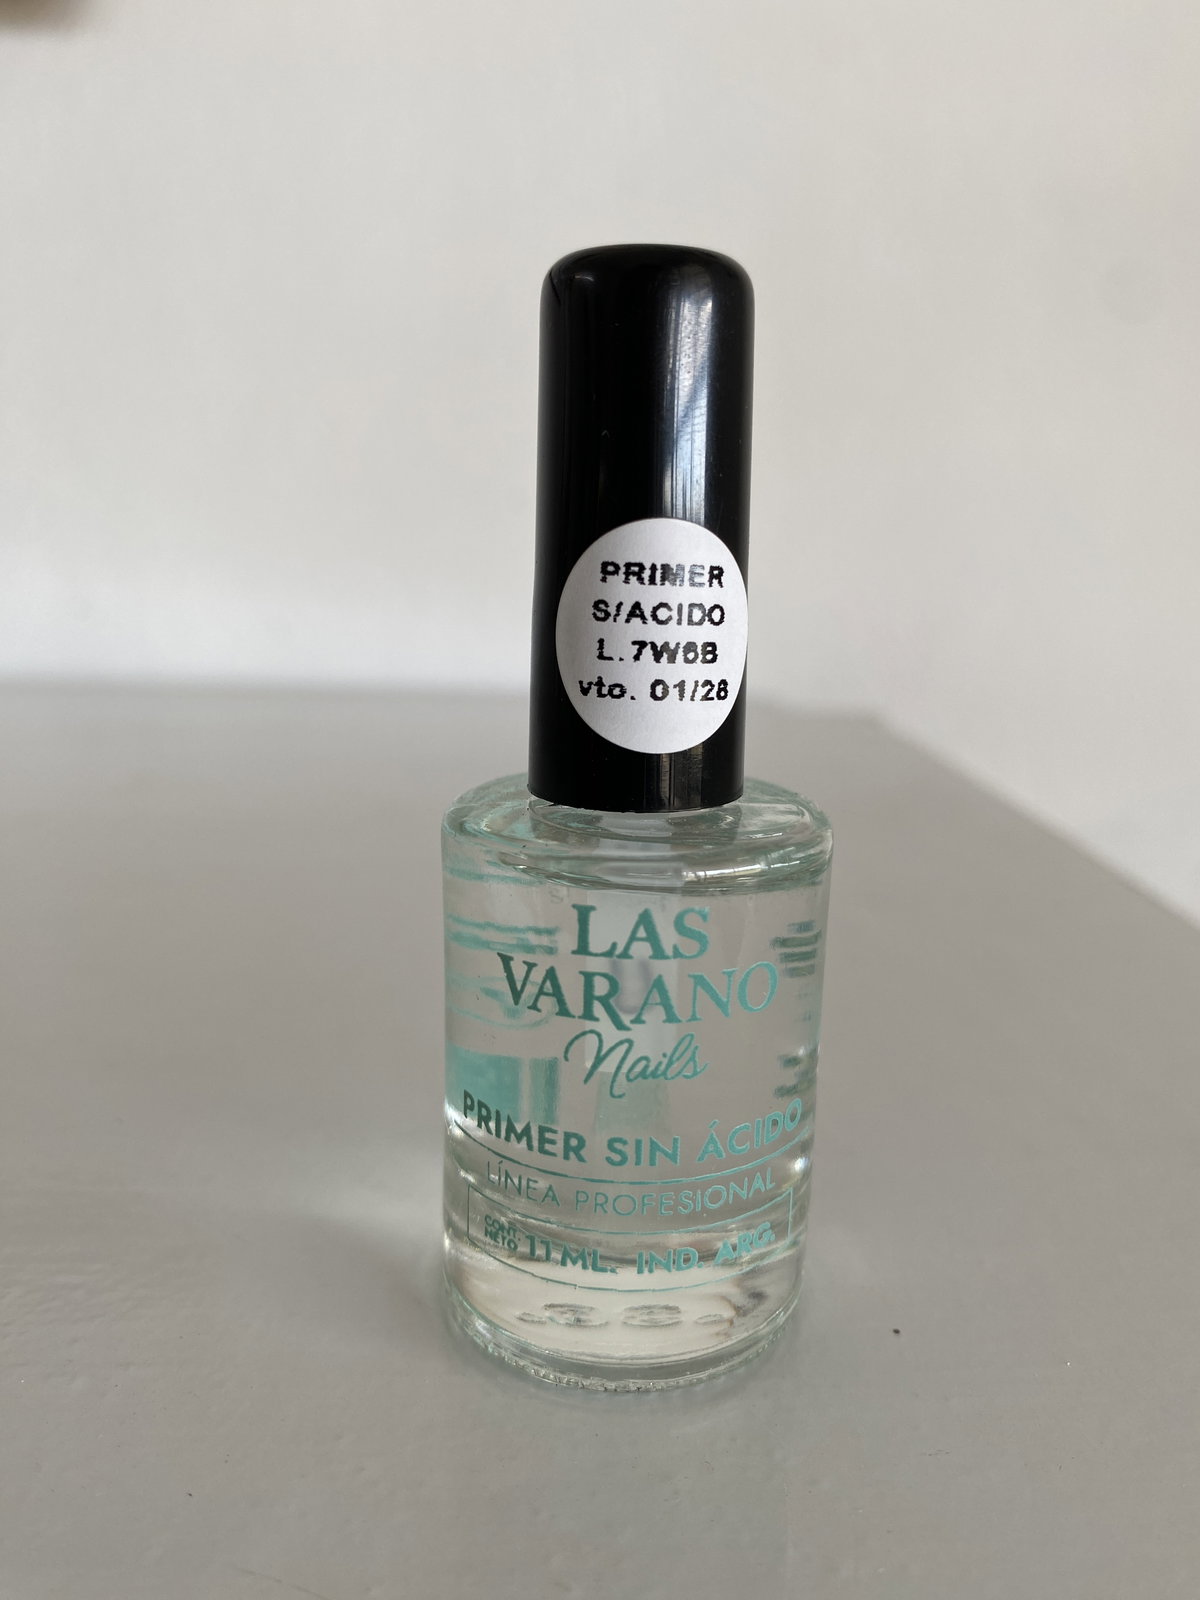 PRIMER
S/ACIDO
L.7W6B
vto. 01/28
LAS
VARANO
Nails
PRIMER SIN ÁCIDO
LÍNEA PROFESIONAL
CONT. NETO 11 ML. IND. ARG.